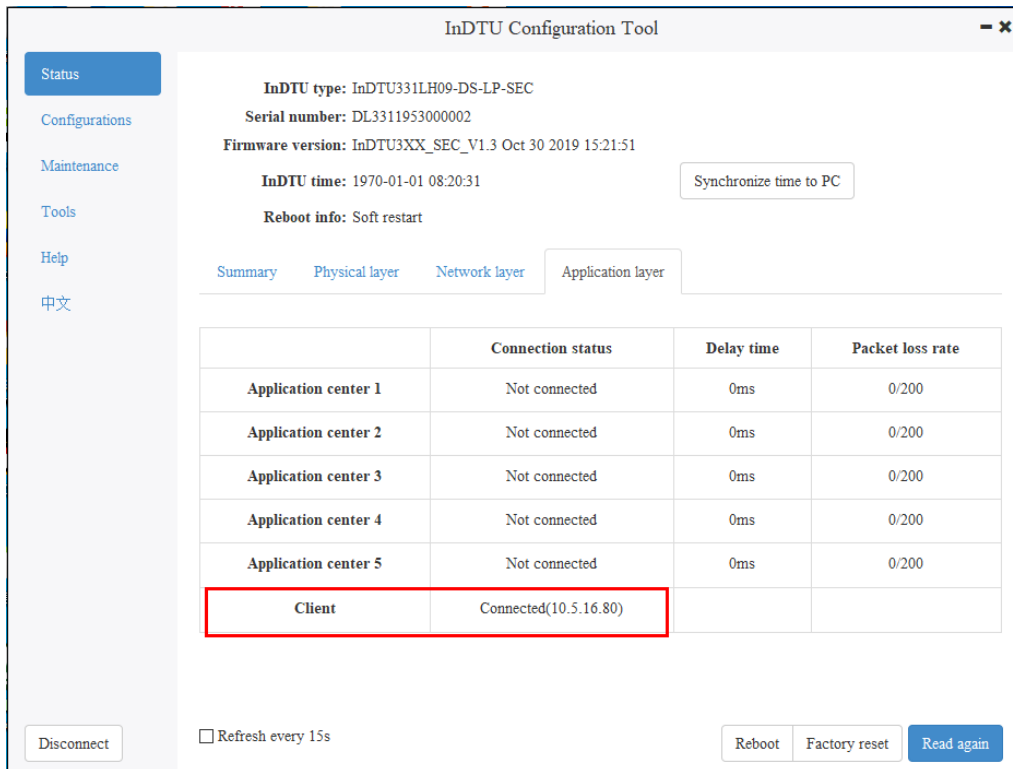 InDTU Configuration Tool
Status
Configurations
Maintenance
Tools
Help
中文
InDTU type: InDTU331LH09-DS-LP-SEC
Serial number: DL3311953000002
Firmware version: InDTU3XX_SEC_V1.3 Oct 30 2019 15:21:51
InDTU time: 1970-01-01 08:20:31 Synchronize time to PC
Reboot info: Soft restart
Summary Physical layer Network layer Application layer
Connection status Delay time Packet loss rate
Application center 1 Not connected 0ms 0/200
Application center 2 Not connected 0ms 0/200
Application center 3 Not connected 0ms 0/200
Application center 4 Not connected 0ms 0/200
Application center 5 Not connected 0ms 0/200
Client Connected(10.5.16.80)
Disconnect Refresh every 15s Reboot Factory reset Read again